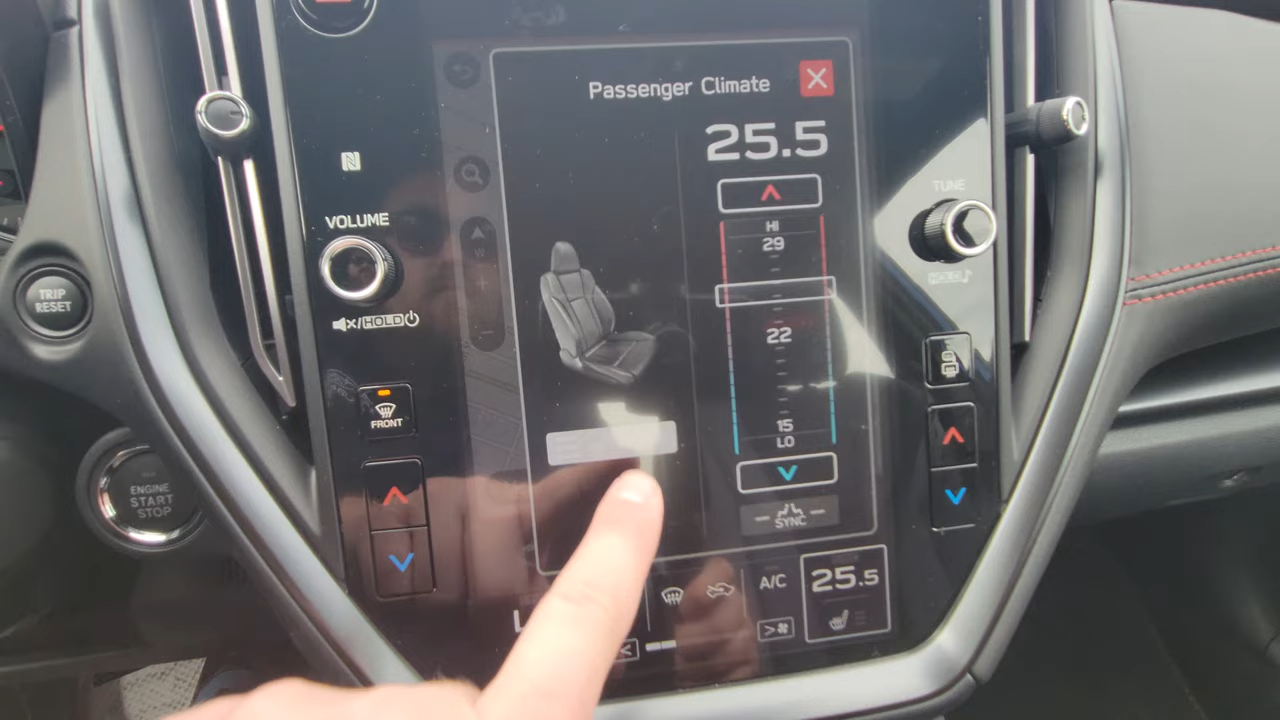 Passenger Climate
25.5
VOLUME
TUNE
HI
29
HOLD
TRIP
RESET
HOLD
22
FRONT
15
LO
ENGINE
START
STOP
SYNC
A/C
25.5